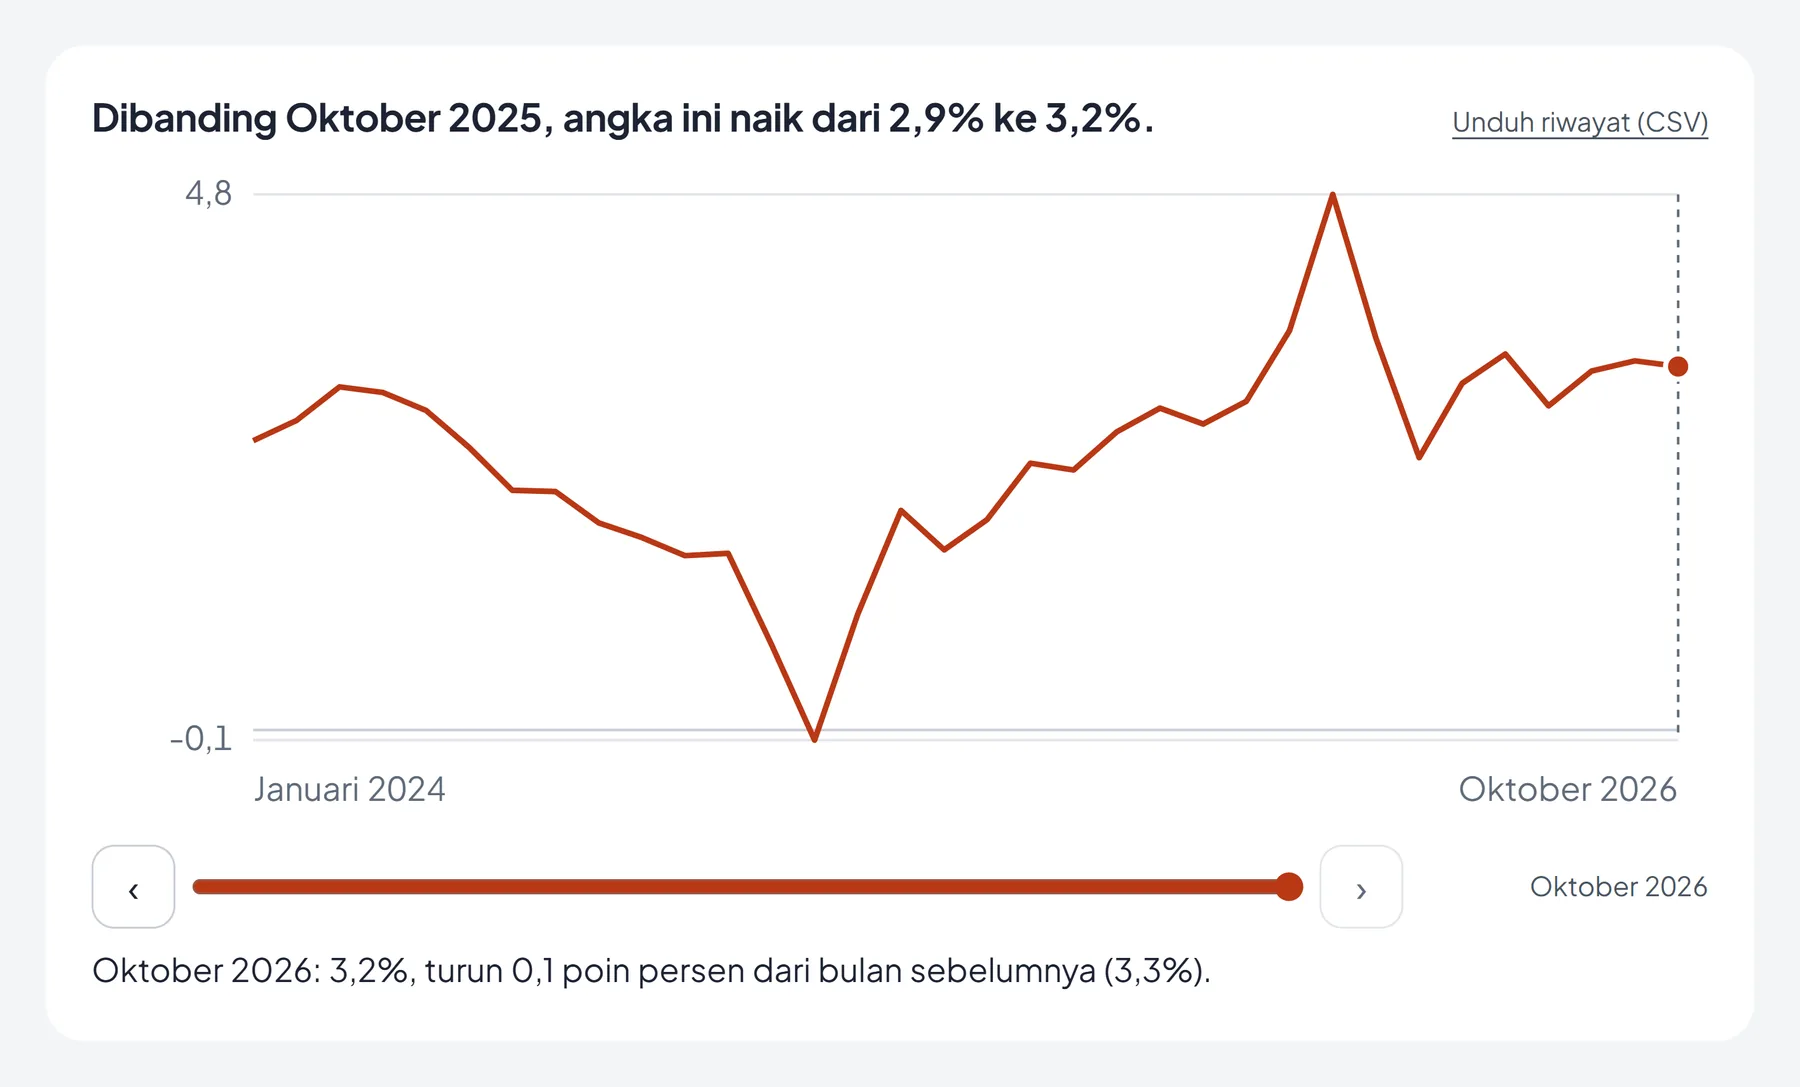 Dibanding Oktober 2025, angka ini naik dari 2,9% ke 3,2%.
Unduh riwayat (CSV)
4,8
-0,1
Januari 2024
Oktober 2026
‹
›
Oktober 2026
Oktober 2026: 3,2%, turun 0,1 poin persen dari bulan sebelumnya (3,3%).